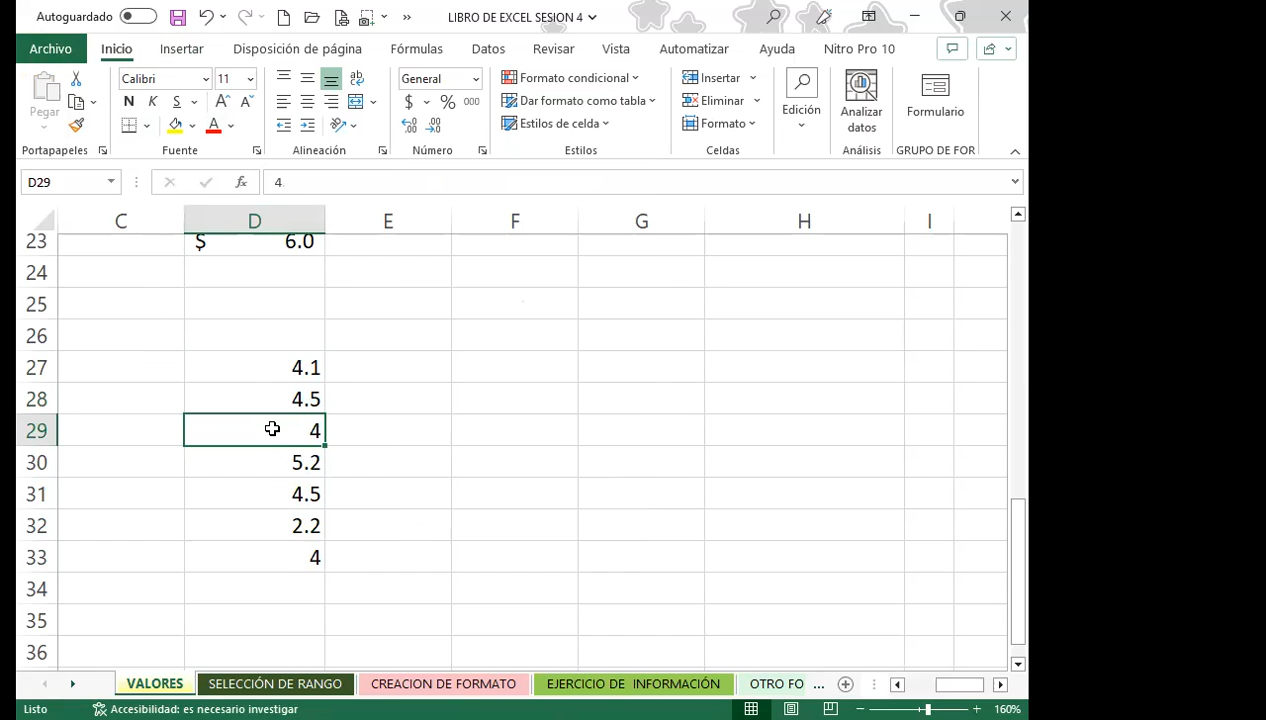 Autoguardado LIBRO DE EXCEL SESION 4
Archivo Inicio Insertar Disposición de página Fórmulas Datos Revisar Vista Automatizar Ayuda Nitro Pro 10
Pegar
Portapapeles
Calibri 11
N K S A A
A
Fuente
ab
Alineación
General
$ % 000
Número
Formato condicional
Dar formato como tabla
Estilos de celda
Estilos
Insertar
Eliminar
Formato
Celdas
Edición
Analizar
datos
Análisis
Formulario
GRUPO DE FOR
D29 fx 4
C D E F G H I
23 $ 6.0
24
25
26
27 4.1
28 4.5
29 4
30 5.2
31 4.5
32 2.2
33 4
34
35
36
VALORES SELECCIÓN DE RANGO CREACION DE FORMATO EJERCICIO DE INFORMACIÓN OTRO FO ...
Listo Accesibilidad: es necesario investigar 160%